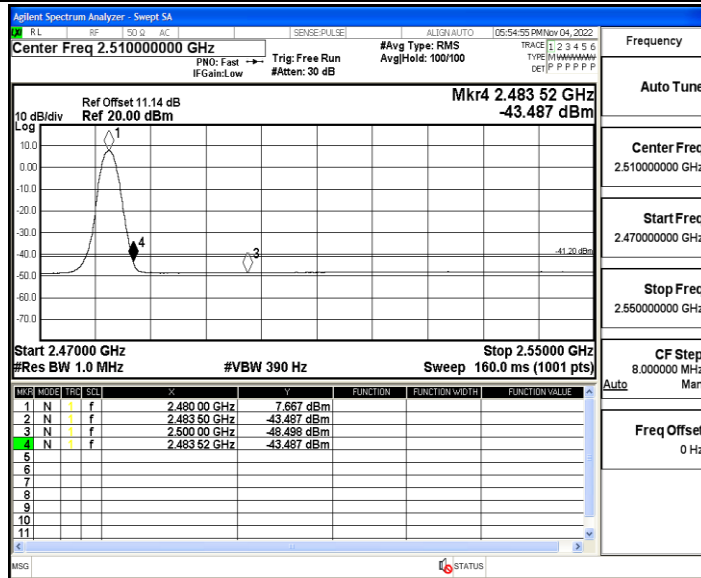 Agilent Spectrum Analyzer - Swept SA
RL RF 50 Ω AC SENSE:PULSE ALIGN AUTO 05:54:55 PM Nov 04, 2022
Center Freq 2.510000000 GHz
PNO: Fast
IFGain:Low
Trig: Free Run
#Atten: 30 dB
#Avg Type: RMS
Avg|Hold: 100/100
TRACE 1 2 3 4 5 6
TYPE MWWWWW
DET P P P P P P
Frequency
Mkr4 2.483 52 GHz
-43.487 dBm
Ref Offset 11.14 dB
10 dB/div Ref 20.00 dBm
Log
10.0
0.00
-10.0
-20.0
-30.0
-40.0
-50.0
-60.0
-70.0
1
4
3
-41.20 dBm
Start 2.47000 GHz Stop 2.55000 GHz
#Res BW 1.0 MHz #VBW 390 Hz Sweep 160.0 ms (1001 pts)
MKR MODE TRC SCL X Y FUNCTION FUNCTION WIDTH FUNCTION VALUE
1 N 1 f 2.480 00 GHz 7.667 dBm
2 N 1 f 2.483 50 GHz -43.487 dBm
3 N 1 f 2.500 00 GHz -48.498 dBm
4 N 1 f 2.483 52 GHz -43.487 dBm
5
6
7
8
9
10
11
MSG STATUS
Auto Tune
Center Freq
2.510000000 GHz
Start Freq
2.470000000 GHz
Stop Freq
2.550000000 GHz
CF Step
8.000000 MHz
Auto Man
Freq Offset
0 Hz